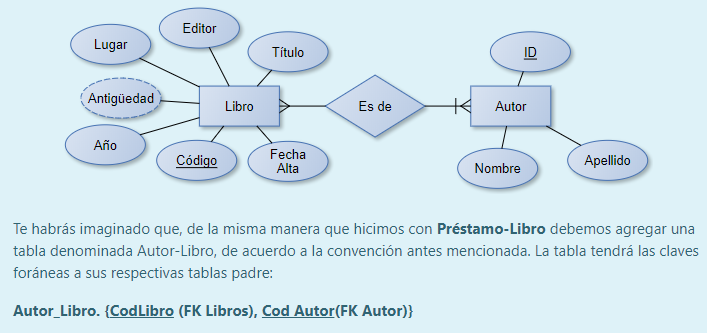 Editor
Lugar
Título
ID
Antigüedad
Libro
Es de
Autor
Año
Código
Fecha
Alta
Nombre
Apellido
Te habrás imaginado que, de la misma manera que hicimos con Préstamo-Libro debemos agregar una
tabla denominada Autor-Libro, de acuerdo a la convención antes mencionada. La tabla tendrá las claves
foráneas a sus respectivas tablas padre:
Autor_Libro. {CodLibro (FK Libros), Cod Autor(FK Autor)}